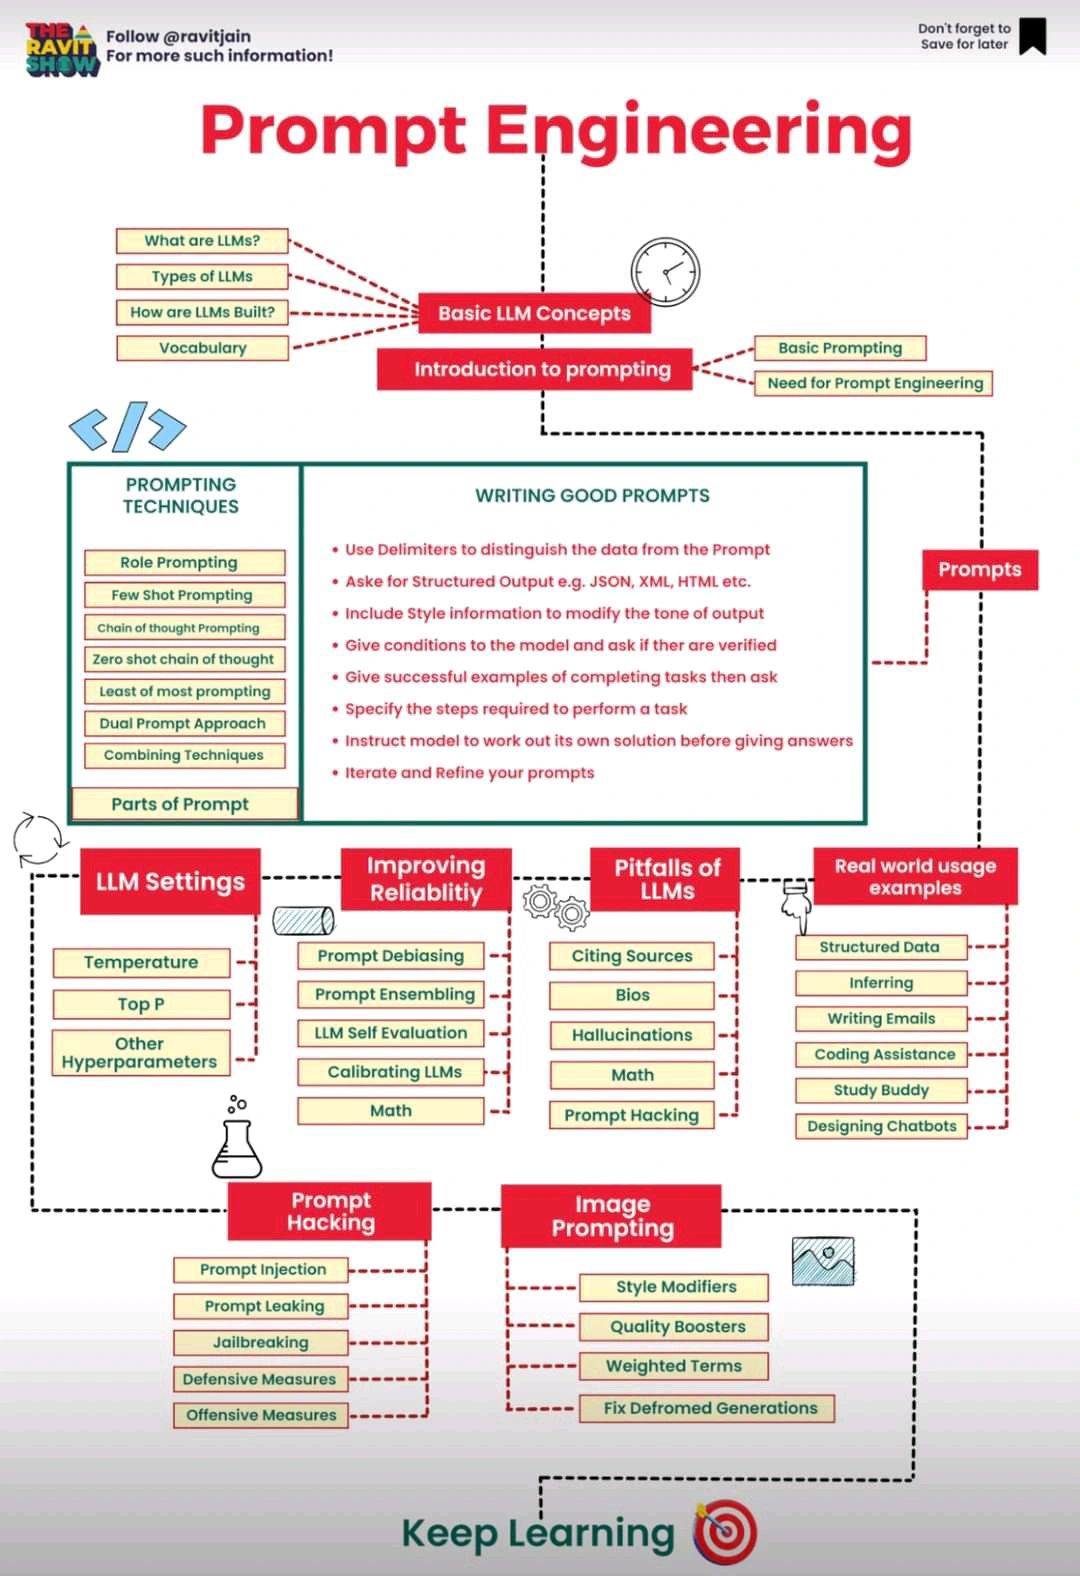 THE
RAVIT
SHOW
Follow @ravitjain
For more such information!
Don't forget to
Save for later
Prompt Engineering
What are LLMs?
Types of LLMs
How are LLMs Built?
Vocabulary
Basic LLM Concepts
Introduction to prompting
Basic Prompting
Need for Prompt Engineering
</>
PROMPTING
TECHNIQUES
Role Prompting
Few Shot Prompting
Chain of thought Prompting
Zero shot chain of thought
Least of most prompting
Dual Prompt Approach
Combining Techniques
Parts of Prompt
WRITING GOOD PROMPTS
• Use Delimiters to distinguish the data from the Prompt
• Aske for Structured Output e.g. JSON, XML, HTML etc.
• Include Style information to modify the tone of output
• Give conditions to the model and ask if ther are verified
• Give successful examples of completing tasks then ask
• Specify the steps required to perform a task
• Instruct model to work out its own solution before giving answers
• Iterate and Refine your prompts
Prompts
LLM Settings
Temperature
Top P
Other
Hyperparameters
Improving
Reliablitiy
Prompt Debiasing
Prompt Ensembling
LLM Self Evaluation
Calibrating LLMs
Math
Pitfalls of
LLMs
Citing Sources
Bios
Hallucinations
Math
Prompt Hacking
Real world usage
examples
Structured Data
Inferring
Writing Emails
Coding Assistance
Study Buddy
Designing Chatbots
Prompt
Hacking
Prompt Injection
Prompt Leaking
Jailbreaking
Defensive Measures
Offensive Measures
Image
Prompting
Style Modifiers
Quality Boosters
Weighted Terms
Fix Defromed Generations
Keep Learning